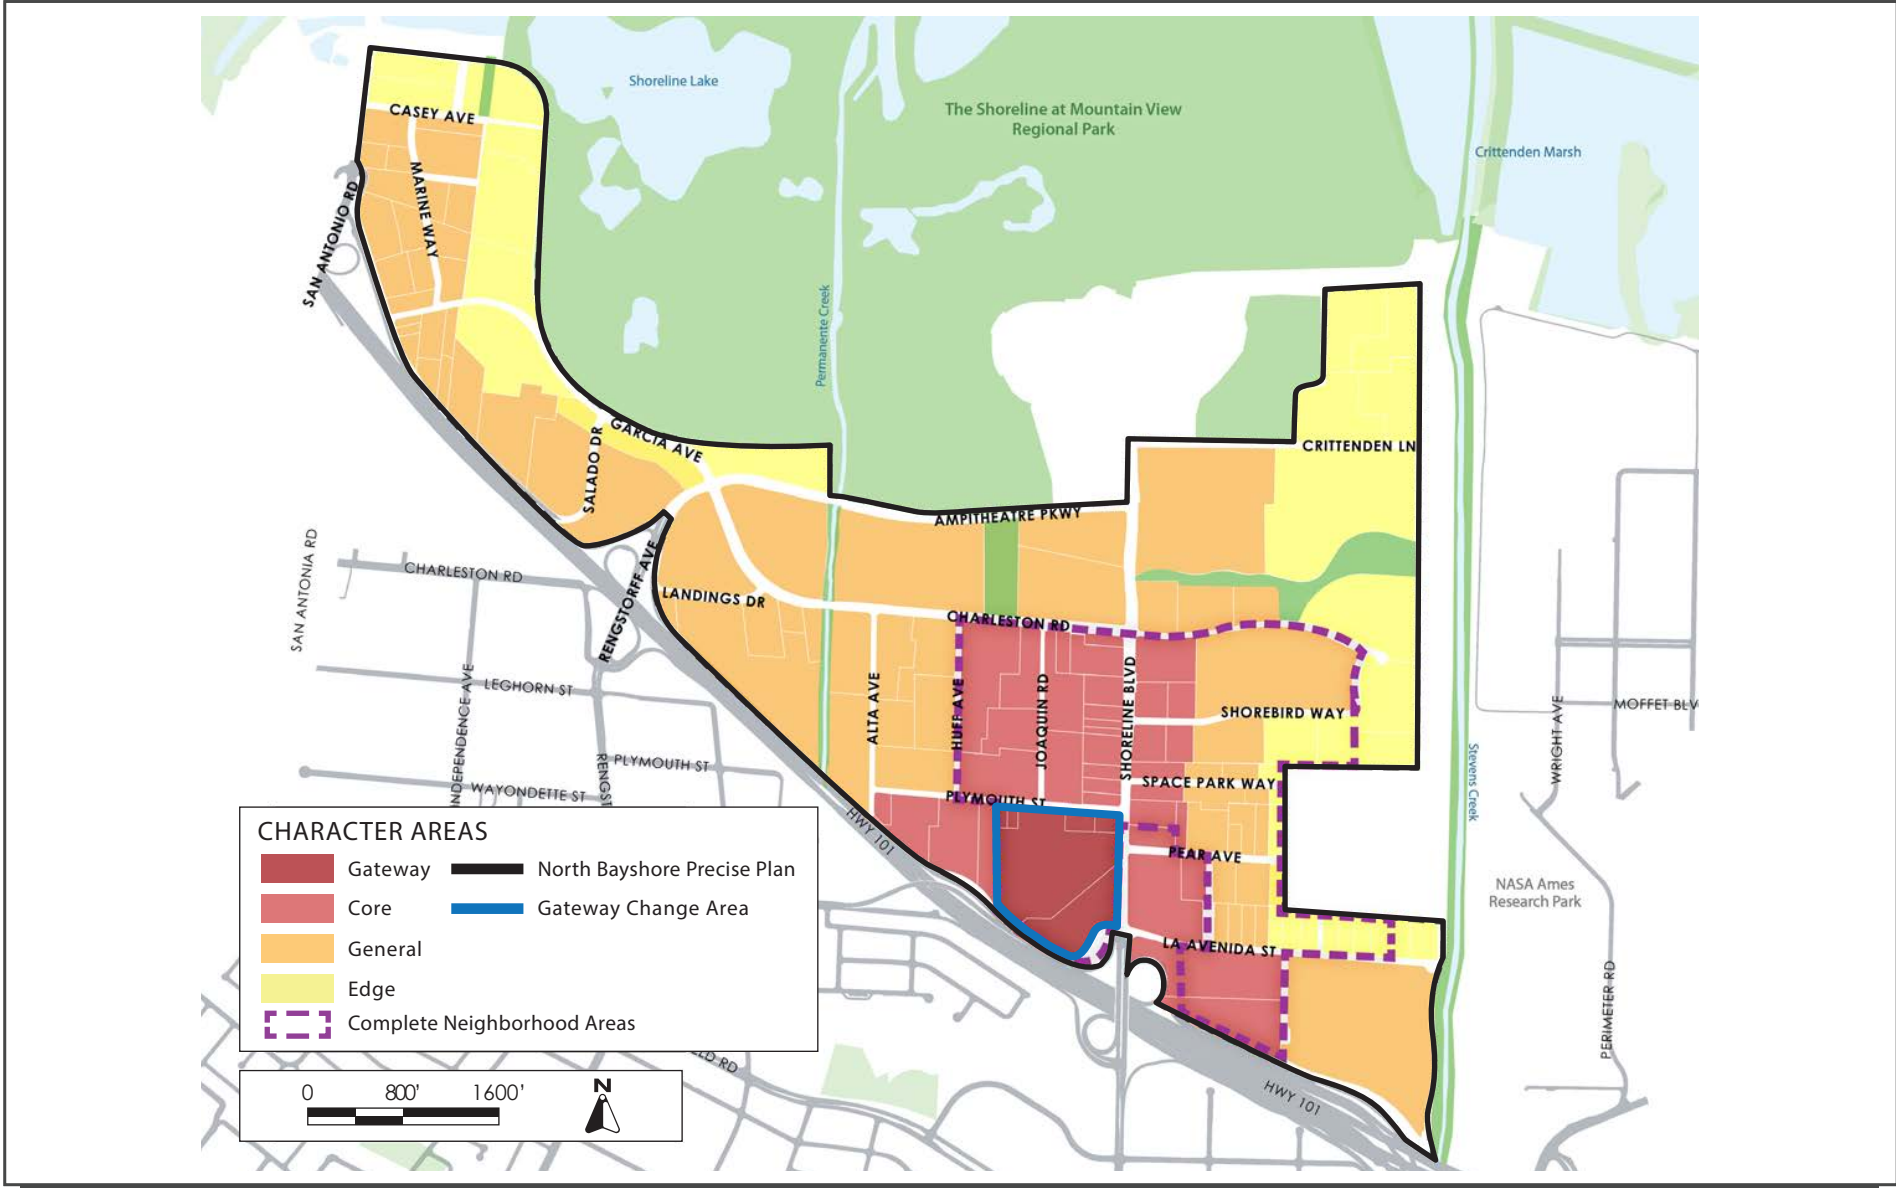 Shoreline Lake
The Shoreline at Mountain View
Regional Park
Crittenden Marsh
CASEY AVE
MARINE WAY
SAN ANTONIO RD
Permanente Creek
GARCIA AVE
SALADO DR
CRITTENDEN LN
AMPITHEATRE PKWY
SAN ANTONIA RD
CHARLESTON RD
RENGSTORFF AVE
LANDINGS DR
CHARLESTON RD
LEGHORN ST
INDEPENDENCE AVE
ALTA AVE
HUFF AVE
JOAQUIN RD
SHORELINE BLVD
SHOREBIRD WAY
WRIGHT AVE
MOFFET BLV
PLYMOUTH ST
RENGST
WAYONDETTE ST
PLYMOUTH ST
SPACE PARK WAY
Stevens Creek
HWY 101
PEAR AVE
NASA Ames
Research Park
LA AVENIDA ST
PERIMETER RD
HWY 101
LD RD
CHARACTER AREAS
Gateway
North Bayshore Precise Plan
Core
Gateway Change Area
General
Edge
Complete Neighborhood Areas
0 800' 1600'
N